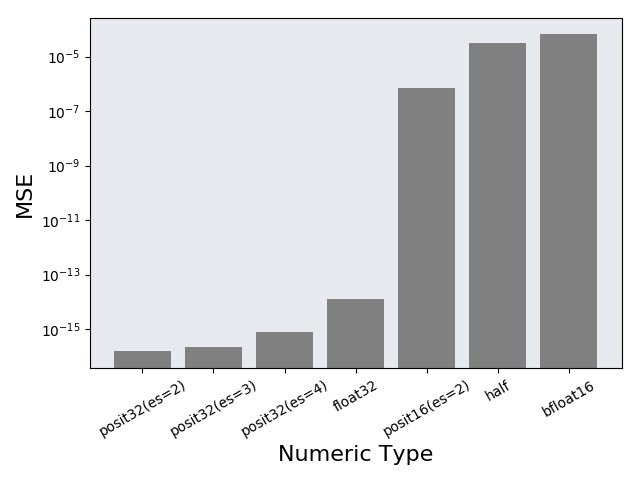 MSE
10⁻⁵
10⁻⁷
10⁻⁹
10⁻¹¹
10⁻¹³
10⁻¹⁵
posit32(es=2)
posit32(es=3)
posit32(es=4)
float32
posit16(es=2)
half
bfloat16
Numeric Type